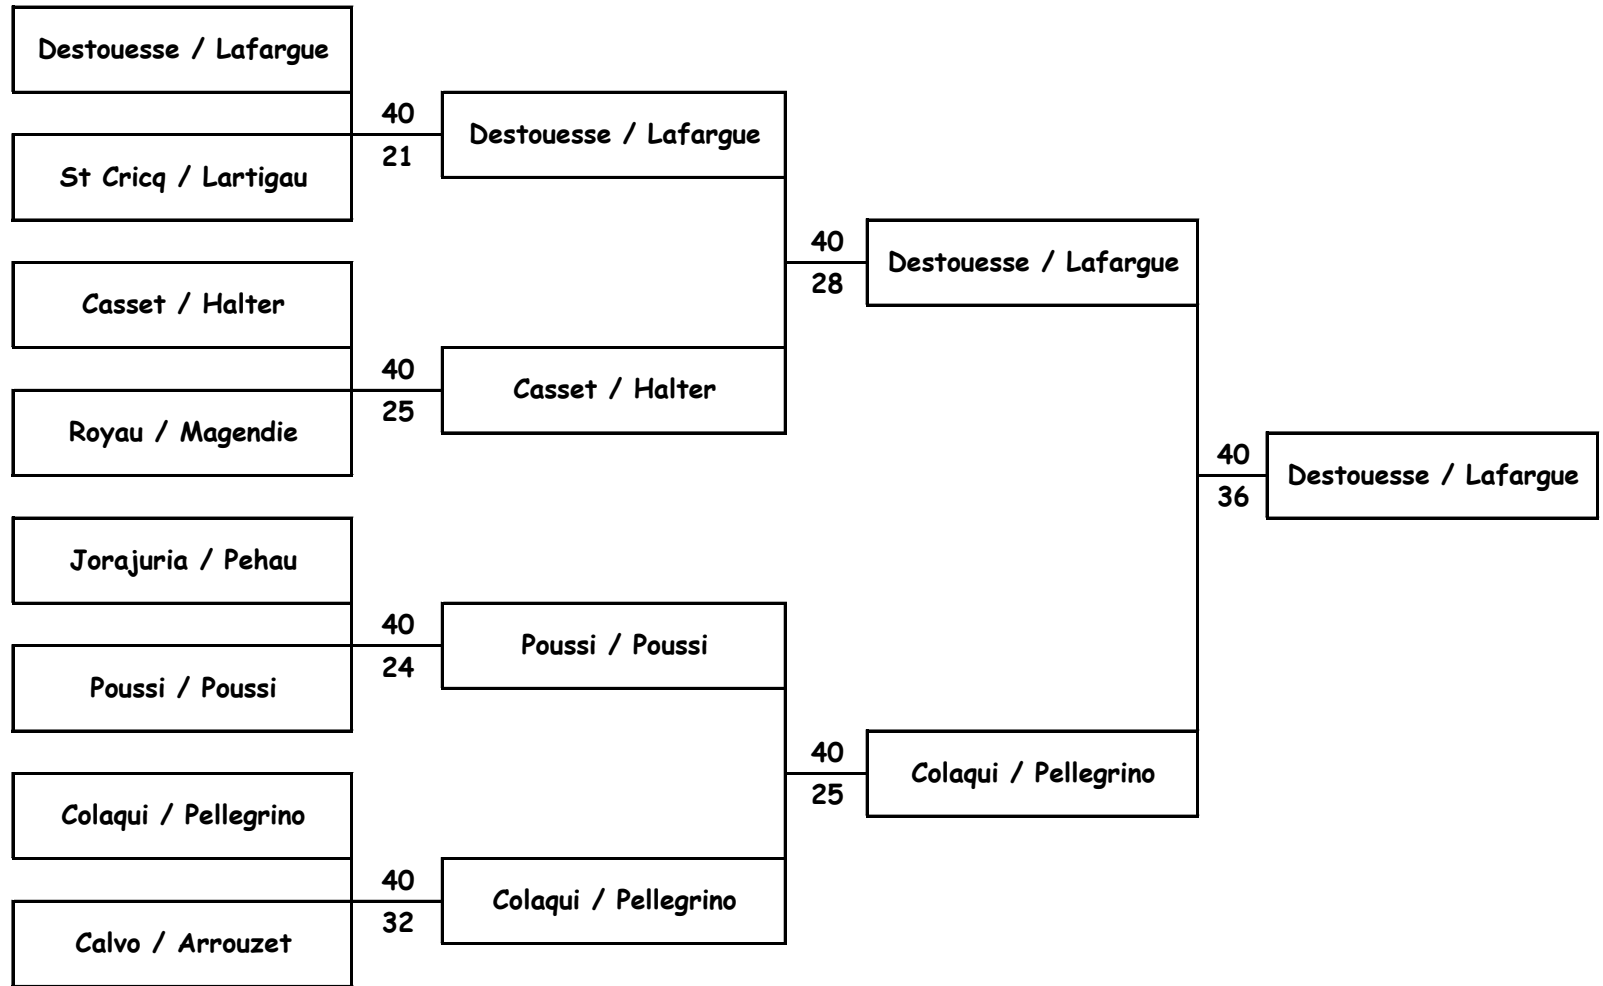 Destouesse / Lafargue
St Cricq / Lartigau
Casset / Halter
Royau / Magendie
Jorajuria / Pehau
Poussi / Poussi
Colaqui / Pellegrino
Calvo / Arrouzet
40
21
40
25
40
24
40
32
Destouesse / Lafargue
Casset / Halter
Poussi / Poussi
Colaqui / Pellegrino
40
28
40
25
Destouesse / Lafargue
Colaqui / Pellegrino
40
36
Destouesse / Lafargue